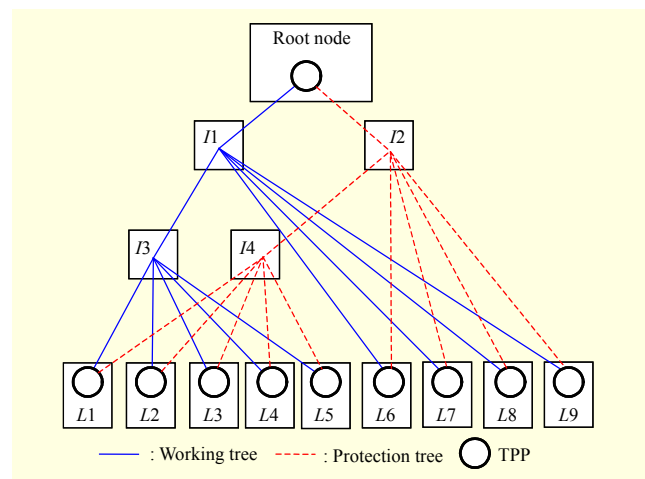 Root node
I1
I2
I3
I4
L1 L2 L3 L4 L5 L6 L7 L8 L9
: Working tree : Protection tree TPP